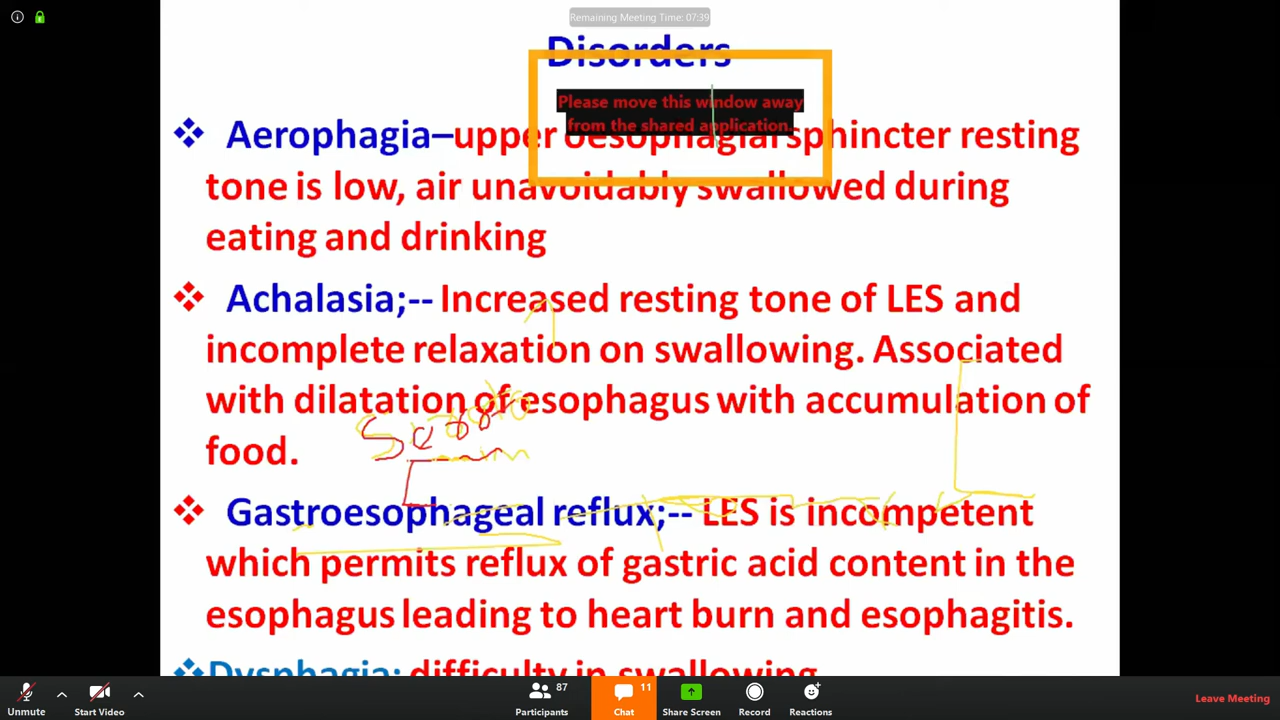 Remaining Meeting Time: 07:39
Disorders
Please move this window away
from the shared application.
Aerophagia–upper oesophagial sphincter resting
tone is low, air unavoidably swallowed during
eating and drinking
Achalasia;-- Increased resting tone of LES and
incomplete relaxation on swallowing. Associated
with dilatation of esophagus with accumulation of
food.
Gastroesophageal reflux;-- LES is incompetent
which permits reflux of gastric acid content in the
esophagus leading to heart burn and esophagitis.
Dysphagia: difficulty in swallowing
Unmute
Start Video
Participants 87
Chat 11
Share Screen
Record
Reactions
Leave Meeting